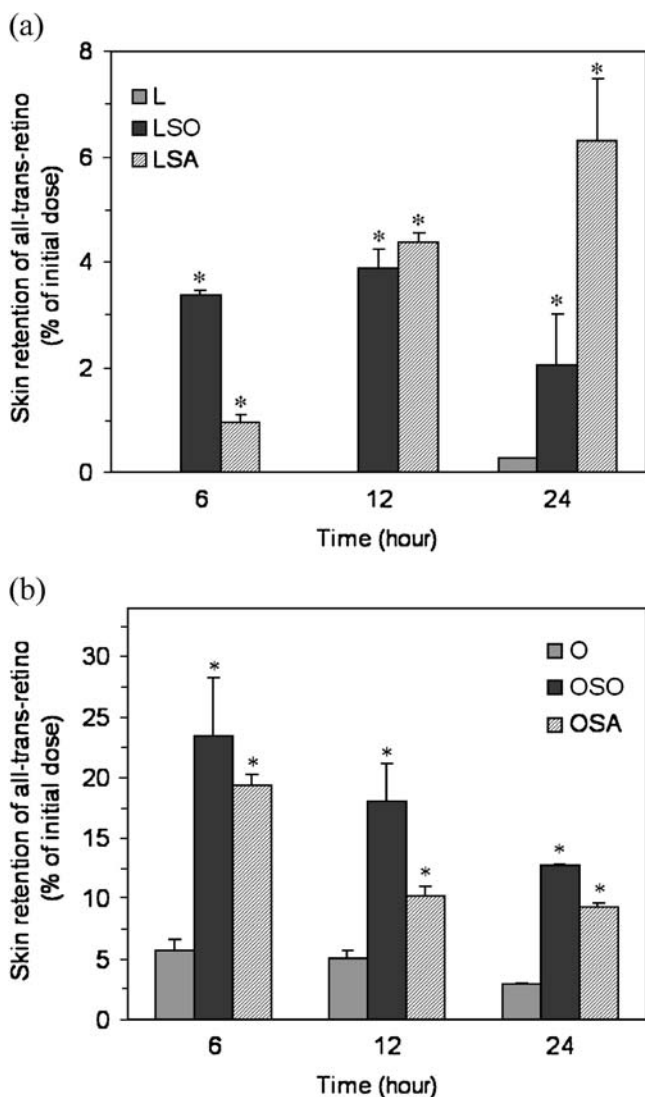 (a)
Skin retention of all-trans-retino
(% of initial dose)
8
6
4
2
0
L
LSO
LSA
*
*
*
*
*
*
6 12 24
Time (hour)
(b)
Skin retention of all-trans-retino
(% of initial dose)
30
25
20
15
10
5
0
O
OSO
OSA
*
*
*
*
*
*
6 12 24
Time (hour)